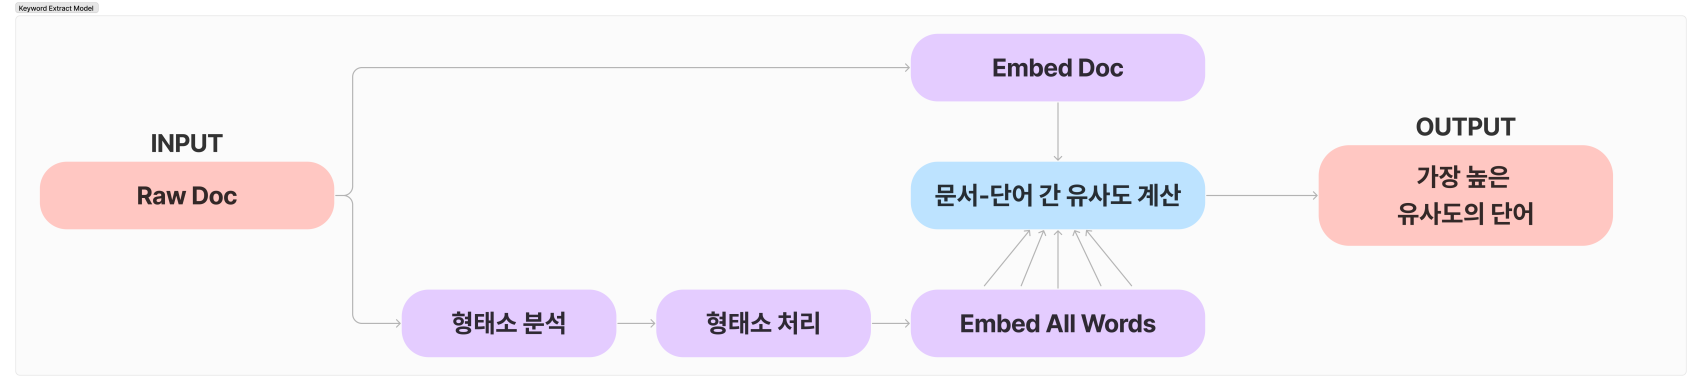 Keyword Extract Model
Embed Doc
INPUT
Raw Doc
문서-단어 간 유사도 계산
OUTPUT
가장 높은
유사도의 단어
형태소 분석
형태소 처리
Embed All Words